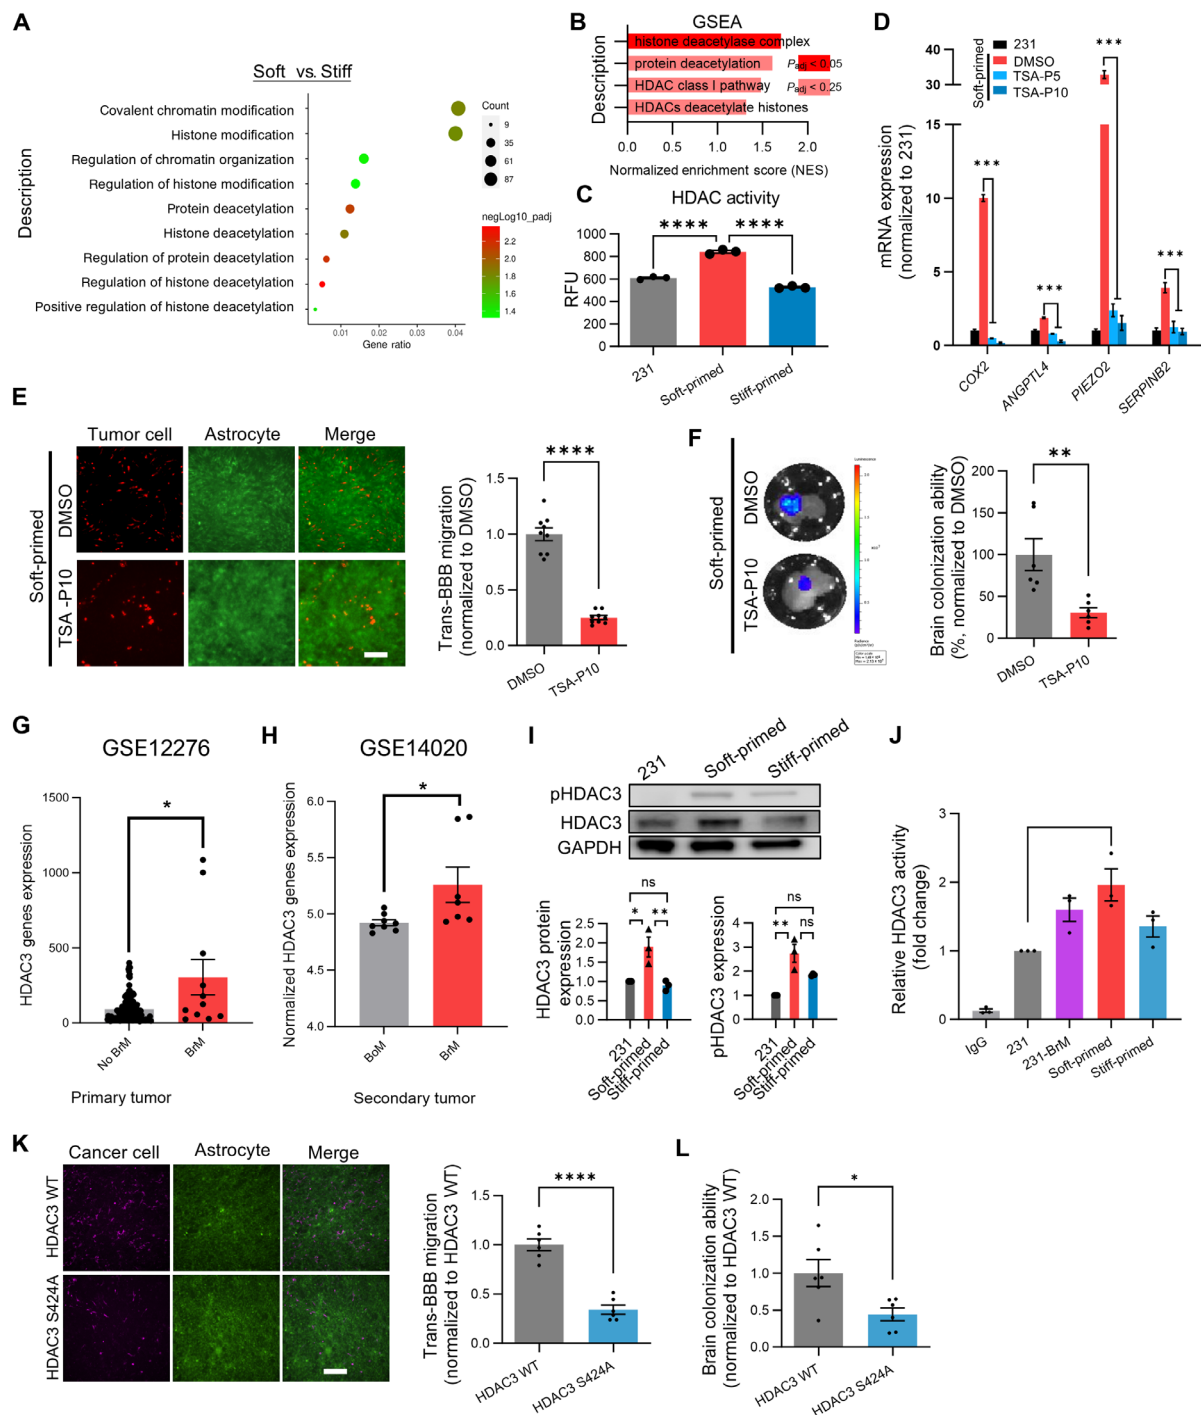 A
Soft vs. Stiff
Description
Covalent chromatin modification
Histone modification
Regulation of chromatin organization
Regulation of histone modification
Protein deacetylation
Histone deacetylation
Regulation of protein deacetylation
Regulation of histone deacetylation
Positive regulation of histone deacetylation
0.01 0.02 0.03 0.04
Gene ratio
Count
9
35
61
87
negLog10_padj
2.2
2.0
1.8
1.6
1.4
B
GSEA
Description
histone deacetylase complex
protein deacetylation
HDAC class I pathway
HDACs deacetylate histones
Padj < 0.05
Padj < 0.25
0.0 0.5 1.0 1.5 2.0
Normalized enrichment score (NES)
C
HDAC activity
**** ****
RFU
1000
800
600
400
200
0
231 Soft-primed Stiff-primed
D
mRNA expression
(normalized to 231)
40
30
15
10
5
0
Soft-primed
231
DMSO
TSA-P5
TSA-P10
***
***
***
***
COX2 ANGPTL4 PIEZO2 SERPINB2
E
Tumor cell Astrocyte Merge
Soft-primed
DMSO
TSA -P10
Trans-BBB migration
(normalized to DMSO)
1.5
1.0
0.5
0.0
****
DMSO TSA-P10
F
Soft-primed
DMSO
TSA-P10
Luminescence
Radiance
Brain colonization ability
(%, normalized to DMSO)
200
150
100
50
0
**
DMSO TSA-P10
G
GSE12276
HDAC3 genes expression
1500
1000
500
0
*
No BrM BrM
Primary tumor
H
GSE14020
Normalized HDAC3 genes expression
6.0
5.5
5.0
4.5
4.0
*
BoM BrM
Secondary tumor
I
231 Soft-primed Stiff-primed
pHDAC3
HDAC3
GAPDH
HDAC3 protein
expression
2.5
2.0
1.5
1.0
0.5
0.0
ns
* **
231 Soft-primed Stiff-primed
pHDAC3 expression
4
3
2
1
0
ns
** ns
231 Soft-primed Stiff-primed
J
Relative HDAC3 activity
(fold change)
3
2
1
0
IgG 231 231-BrM Soft-primed Stiff-primed
K
Cancer cell Astrocyte Merge
HDAC3 WT
HDAC3 S424A
Trans-BBB migration
(normalized to HDAC3 WT)
1.5
1.0
0.5
0.0
****
HDAC3 WT HDAC3 S424A
L
Brain colonization ability
(normalized to HDAC3 WT)
2.0
1.5
1.0
0.5
0.0
*
HDAC3 WT HDAC3 S424A